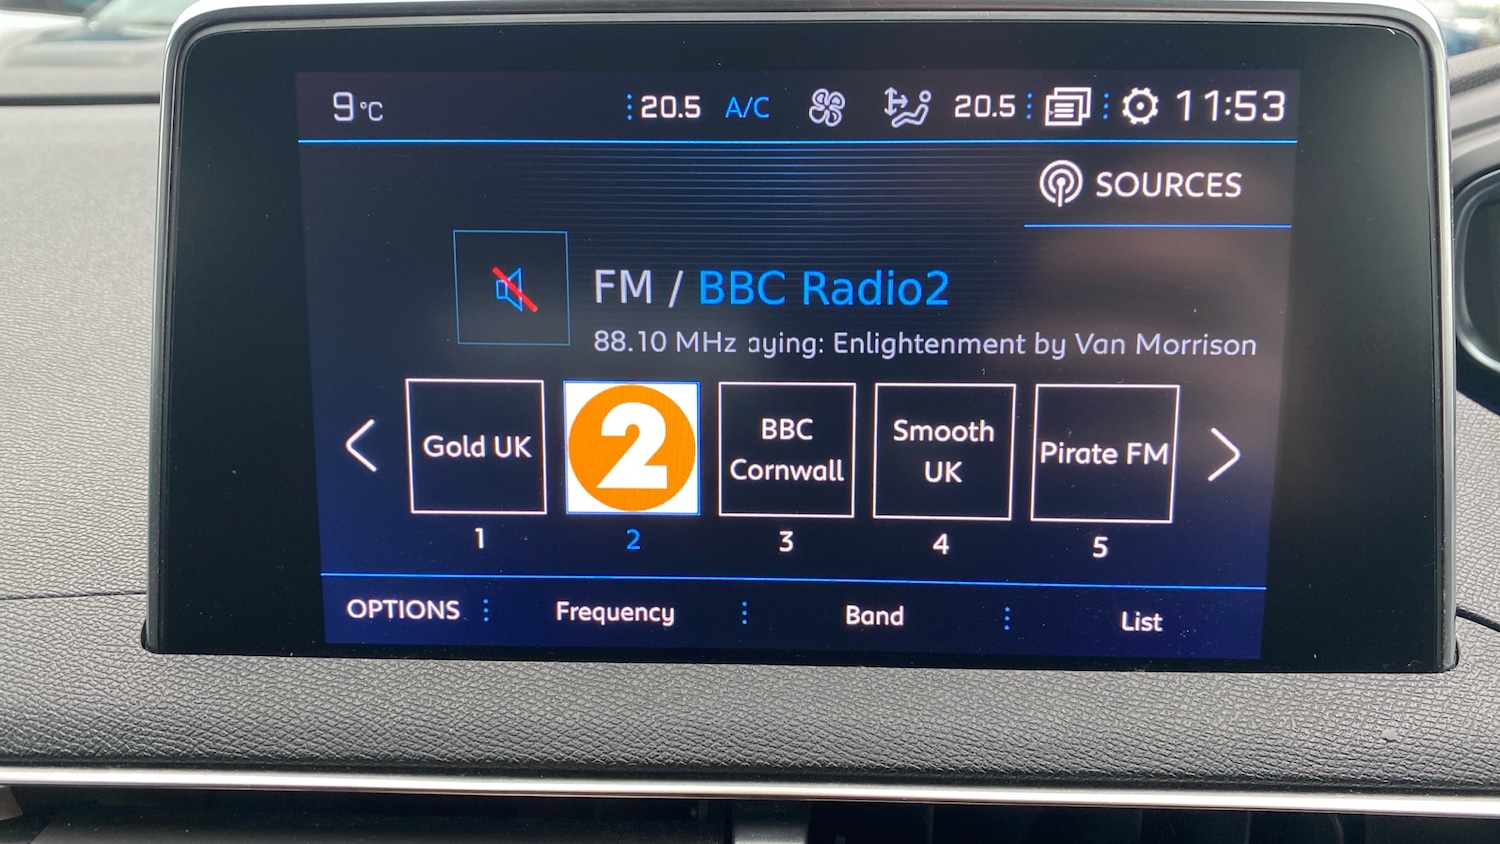 9°C 20.5 A/C 20.5 11:53
SOURCES
FM / BBC Radio2
88.10 MHz aying: Enlightenment by Van Morrison
Gold UK
2
BBC
Cornwall
Smooth
UK
Pirate FM
1 2 3 4 5
OPTIONS Frequency Band List